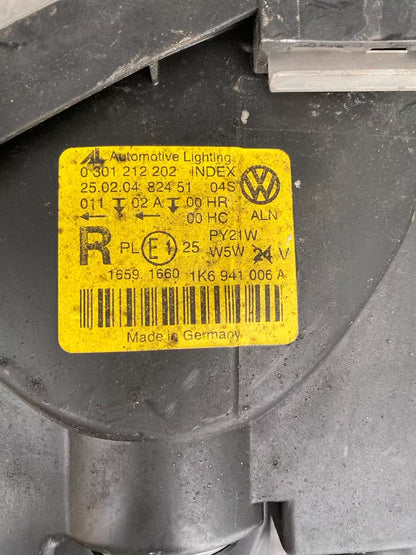 AL Automotive Lighting
0 301 212 202 INDEX
25.02.04 824 51 04S
011 02 A 00 HR
00 HC ALN
R PL E1 25 PY21W
W5W 24 V
1659 1660 1K6 941 006 A
Made in Germany